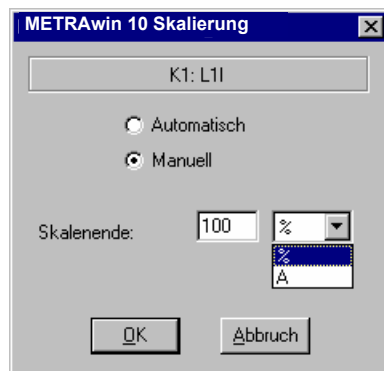 METRAwin 10 Skalierung
K1: L1I
Automatisch
Manuell
Skalenende: 100 %
%
A
OK Abbruch